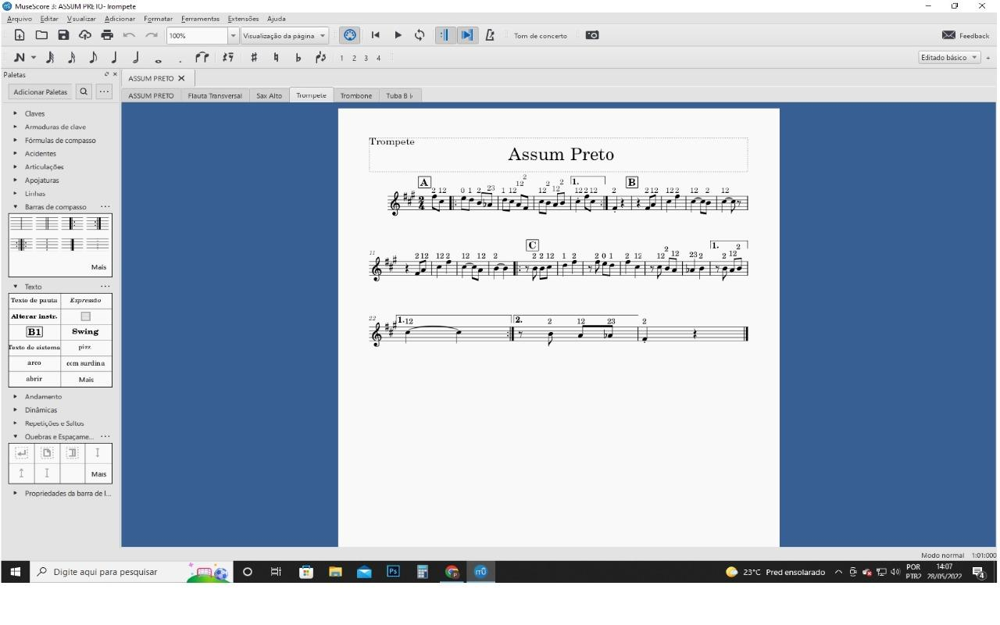 MuseScore 3: ASSUM PRETO-Trompete
Arquivo Editar Visualizar Adicionar Formatar Ferramentas Extensões Ajuda
100% Visualização da página Tom de concerto Feedback
1 2 3 4 Editado básico +
Paletas
ASSUM PRETO
Adicionar Paletas
ASSUM PRETO Flauta Transversal Sax Alto Trompete Trombone Tuba B♭
Claves
Armaduras de clave
Fórmulas de compasso
Acidentes
Articulações
Apojaturas
Linhas
Barras de compasso
Mais
Texto
Texto de pauta Expressão
Alterar instr.
B1 Swing
Texto de sistema pizz.
arco com surdina
abrir Mais
Andamento
Dinâmicas
Repetições e Saltos
Quebras e Espaçame...
Mais
Propriedades da barra de l...
Trompete
Assum Preto
A 1. B
2 12 0 1 2 23 1 12 12 2 12 2 12 2 12 2 12 2 2 12 12 2 12 2 12
C 1.
11
2 12 12 2 12 12 2 2 2 12 1 2 2 0 1 2 12 12 2 12 23 2 2 12 2
22
1. 12 2. 2 12 23 2
Modo normal 1:01:000
Digite aqui para pesquisar
Ps
23°C Pred ensolarado
POR
PTB2
14:07
28/05/2022
4